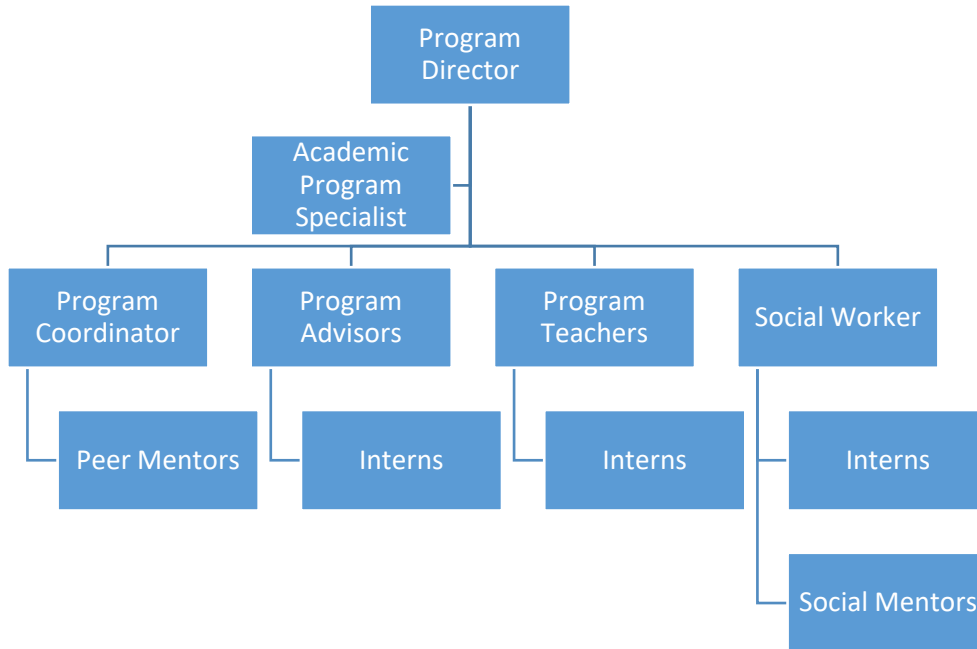 Program
Director
Academic
Program
Specialist
Program
Coordinator
Program
Advisors
Program
Teachers
Social Worker
Peer Mentors
Interns
Interns
Interns
Social Mentors